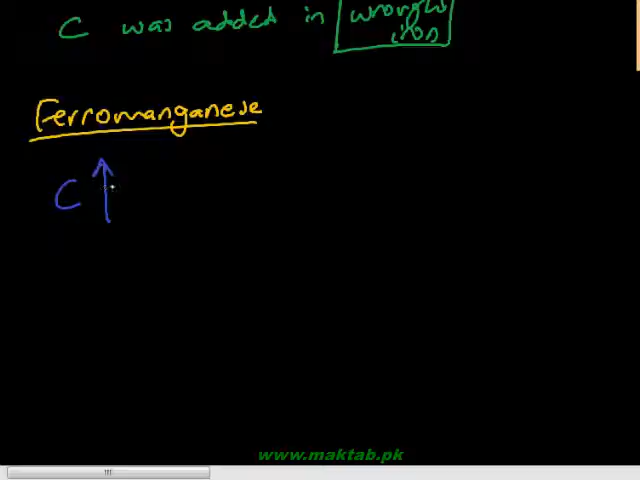 C was added in wrought
iron
Ferromanganese
C ↑
www.maktab.pk